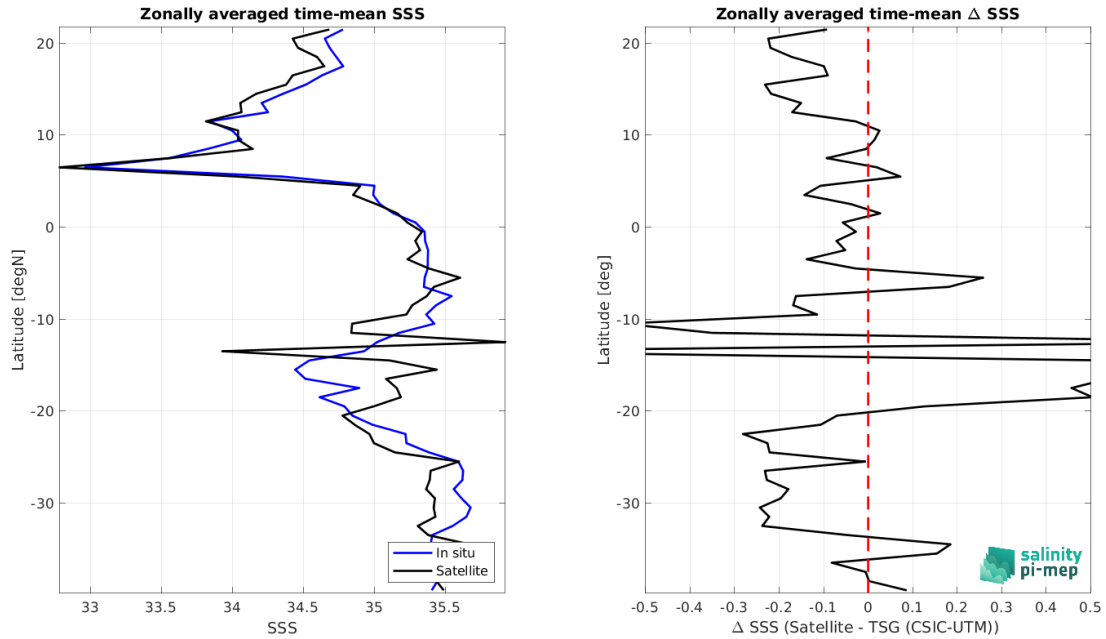 Zonally averaged time-mean SSS
20
10
0
-10
-20
-30
Latitude [degN]
33
33.5
34
34.5
35
35.5
SSS
In situ
Satellite
Zonally averaged time-mean Δ SSS
20
10
0
-10
-20
-30
Latitude [deg]
-0.5
-0.4
-0.3
-0.2
-0.1
0
0.1
0.2
0.3
0.4
0.5
Δ SSS (Satellite - TSG (CSIC-UTM))
salinity
pi-mep